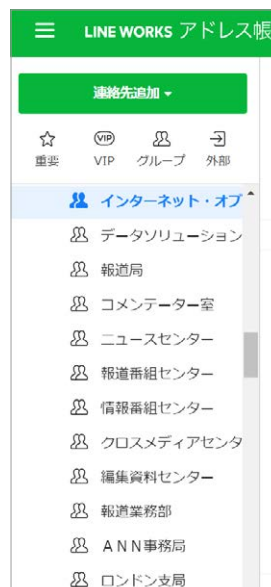 LINE WORKS アドレス帳
連絡先追加
重要 VIP グループ 外部
インターネット・オプ
データソリューション
報道局
コメンテーター室
ニュースセンター
報道番組センター
情報番組センター
クロスメディアセンタ
編集資料センター
報道業務部
ＡＮＮ事務局
ロンドン支局